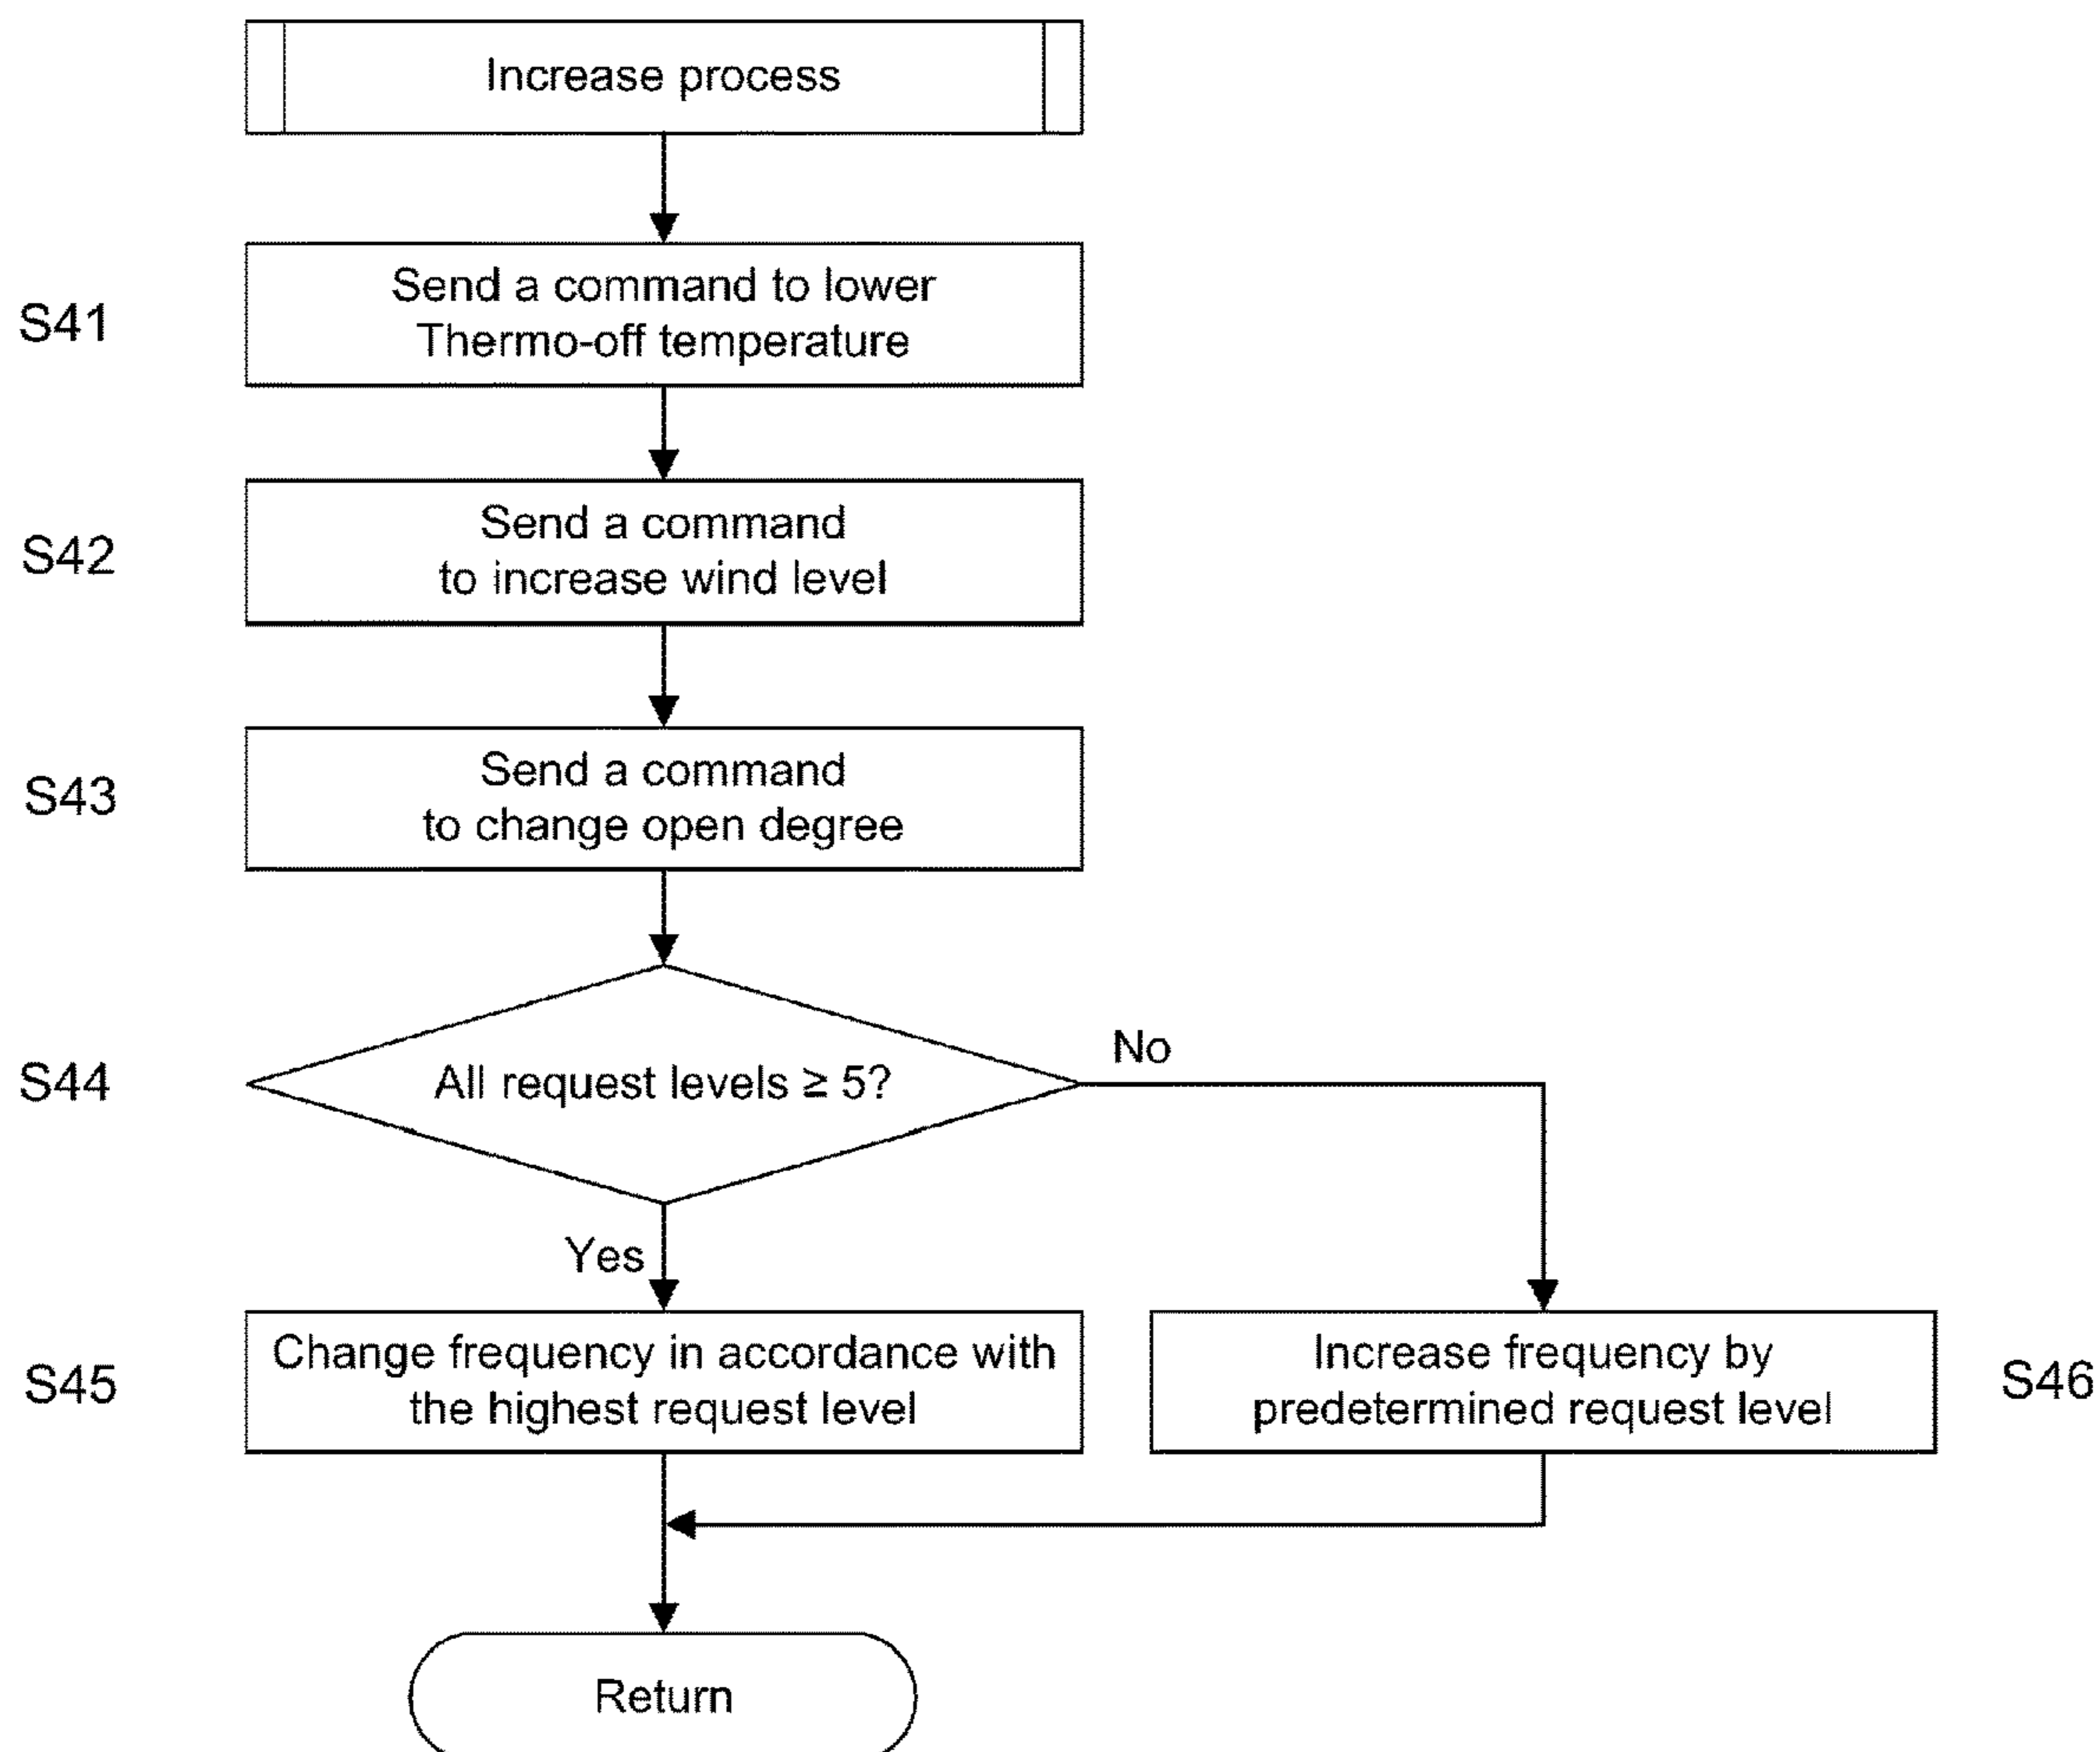 Increase process
S41
Send a command to lower
Thermo-off temperature
S42
Send a command
to increase wind level
S43
Send a command
to change open degree
S44
All request levels ≥ 5?
No
Yes
S45
Change frequency in accordance with
the highest request level
Increase frequency by
predetermined request level
S46
Return